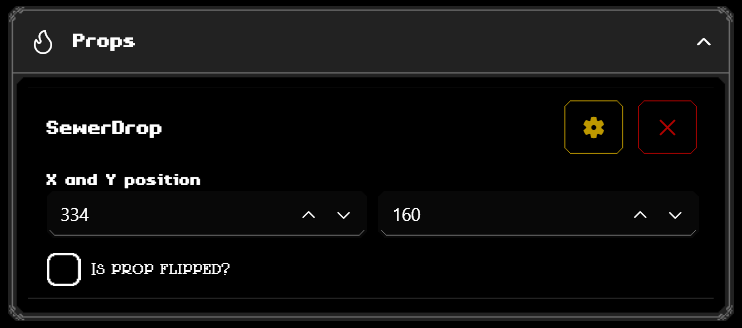 Props
SewerDrop
X and Y position
334 160
Is prop flipped?